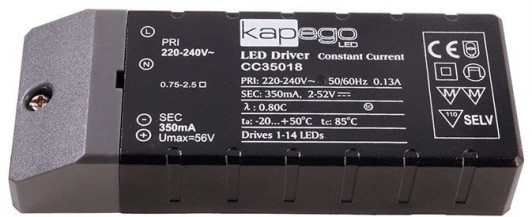 L
PRI
220-240V~
N
0.75-2.5
SEC
350mA
Umax=56V
kapego
LED
LED Driver Constant Current
CC35018
PRI: 220-240V~ 50/60Hz 0.13A
SEC: 350mA, 2-52V
λ : 0.80C
ta: -20...+50°C tc: 85°C
Drives 1-14 LEDs
CE
M M
110
SELV